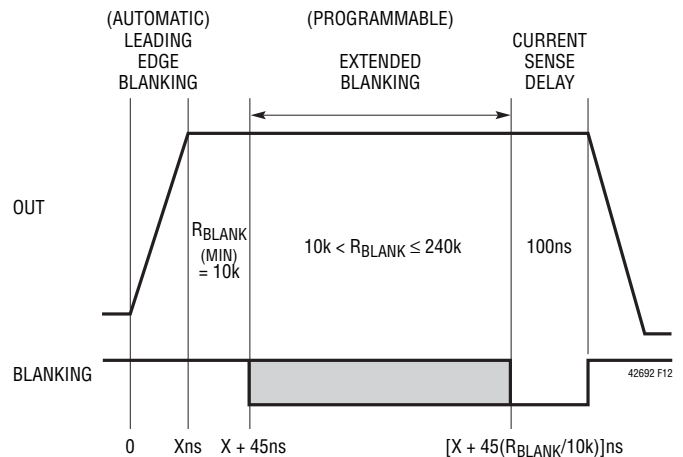 (AUTOMATIC)
LEADING
EDGE
BLANKING
(PROGRAMMABLE)
EXTENDED
BLANKING
CURRENT
SENSE
DELAY
OUT
RBLANK
(MIN)
= 10k
10k < RBLANK ≤ 240k
100ns
BLANKING
42692 F12
0
Xns
X + 45ns
[X + 45(RBLANK/10k)]ns